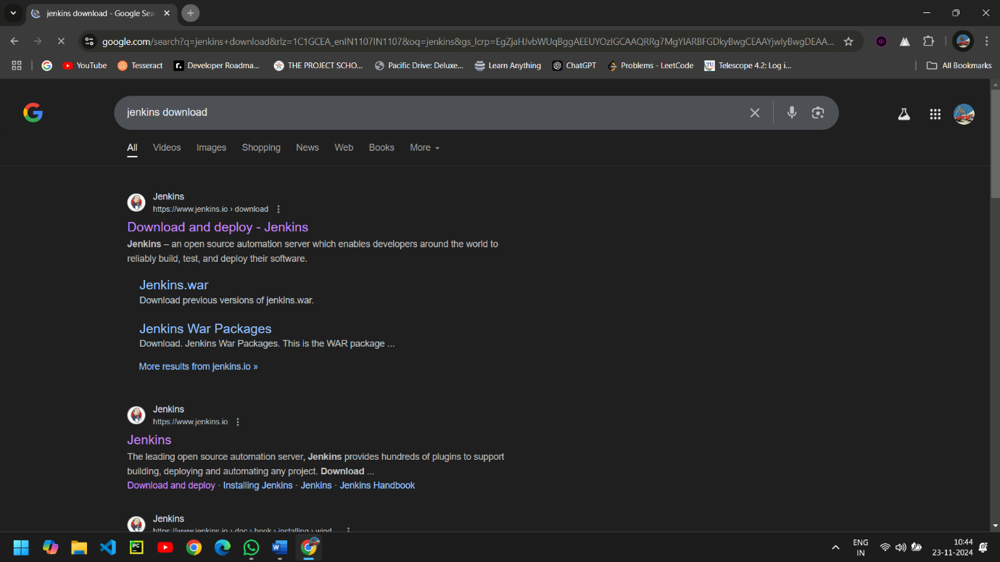 jenkins download - Google Sea
google.com/search?q=jenkins+download&rlz=1C1GCEA_enIN1107IN1107&oq=jenkins&gs_lcrp=EgZjaHJvbWUqBggAEEUYOzIGCAAQRRg7MgYIARBFGDkyBwgCEAAYjwIyBwgDEAA...
YouTube Tesseract Developer Roadma... THE PROJECT SCHO... Pacific Drive: Deluxe... Learn Anything ChatGPT Problems - LeetCode Telescope 4.2: Log i... All Bookmarks
jenkins download
All Videos Images Shopping News Web Books More
Jenkins
https://www.jenkins.io › download
Download and deploy - Jenkins
Jenkins – an open source automation server which enables developers around the world to
reliably build, test, and deploy their software.
Jenkins.war
Download previous versions of jenkins.war.
Jenkins War Packages
Download. Jenkins War Packages. This is the WAR package ...
More results from jenkins.io »
Jenkins
https://www.jenkins.io
Jenkins
The leading open source automation server, Jenkins provides hundreds of plugins to support
building, deploying and automating any project. Download ...
Download and deploy · Installing Jenkins · Jenkins · Jenkins Handbook
Jenkins
https://www.jenkins.io › doc › book › installing › wind...
PC
ENG
IN
10:44
23-11-2024